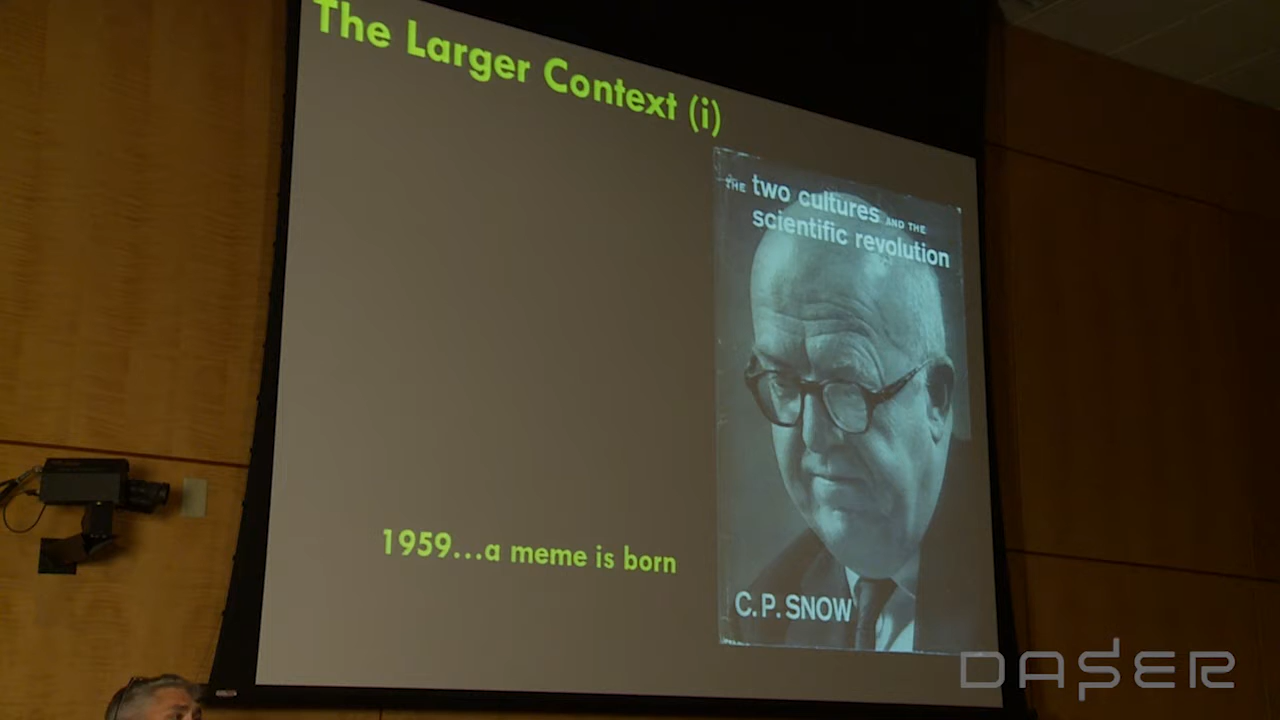 The Larger Context (i)
THE two cultures AND THE
scientific revolution
1959...a meme is born
C.P. SNOW
DASER